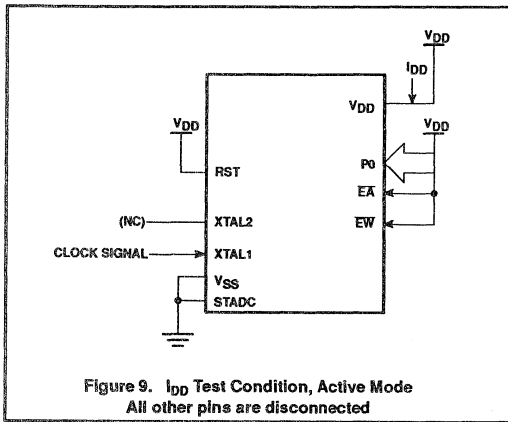 VDD
IDD
VDD
VDD
VDD
P0
RST
EA
(NC)
XTAL2
EW
CLOCK SIGNAL
XTAL1
VSS
STADC
Figure 9. IDD Test Condition, Active Mode
All other pins are disconnected